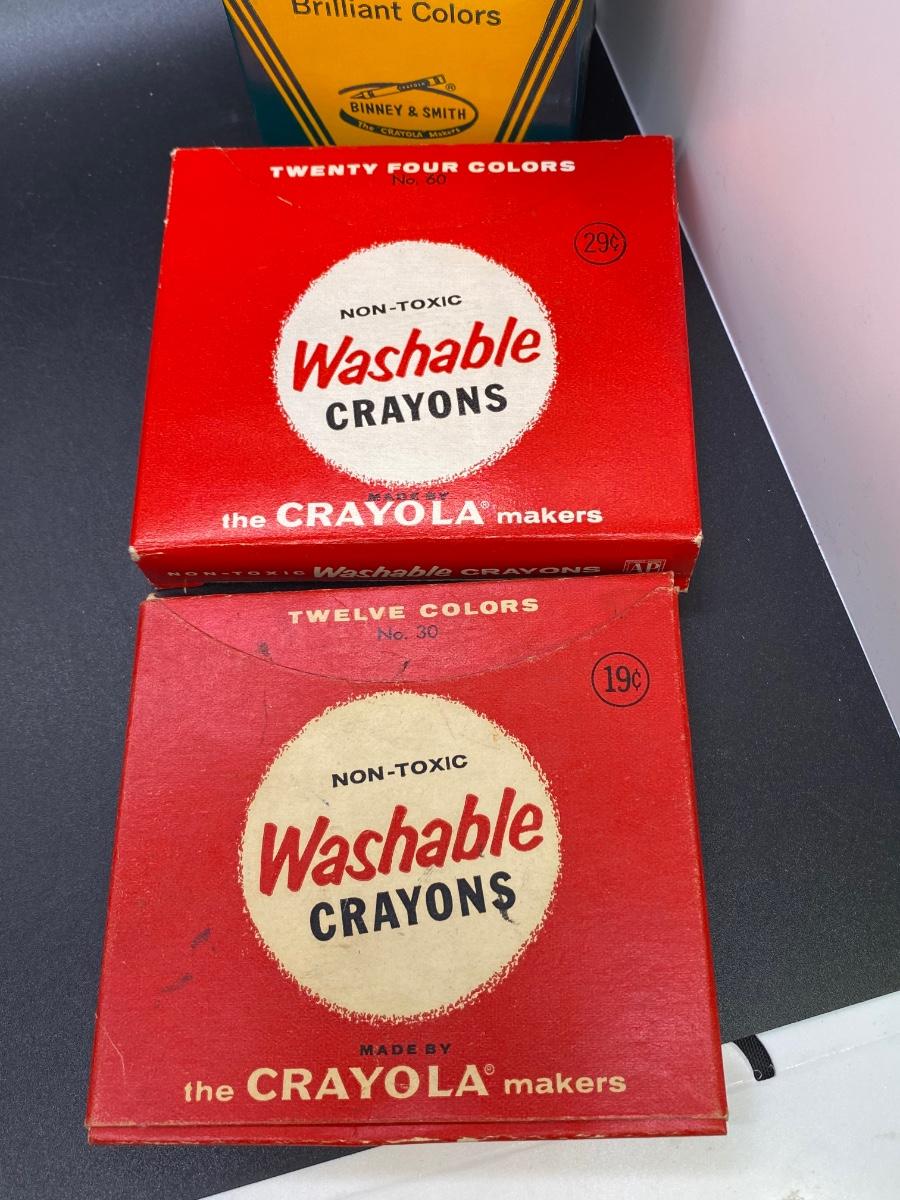 Brilliant Colors
CRAYOLA
®
BINNEY & SMITH
The CRAYOLA Makers
TWENTY FOUR COLORS
No. 60
29¢
NON-TOXIC
Washable
CRAYONS
MADE BY
the CRAYOLA® makers
NON-TOXIC Washable CRAYONS AP
TWELVE COLORS
No. 30
19¢
NON-TOXIC
Washable
CRAYONS
MADE BY
the CRAYOLA® makers